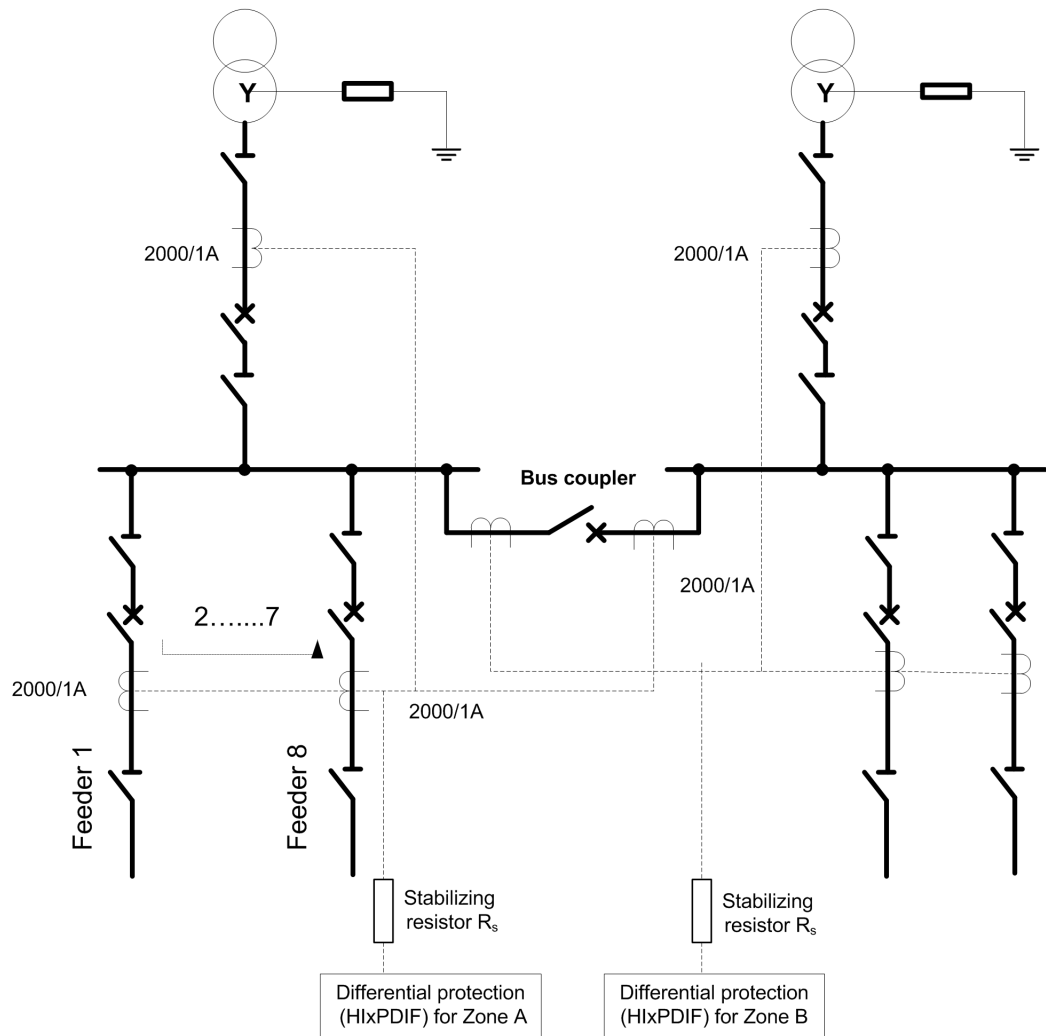 Y
Y
2000/1A
2000/1A
Bus coupler
2000/1A
2…....7
2000/1A
2000/1A
Feeder 1
Feeder 8
Stabilizing
resistor Rs
Stabilizing
resistor Rs
Differential protection
(HIxPDIF) for Zone A
Differential protection
(HIxPDIF) for Zone B